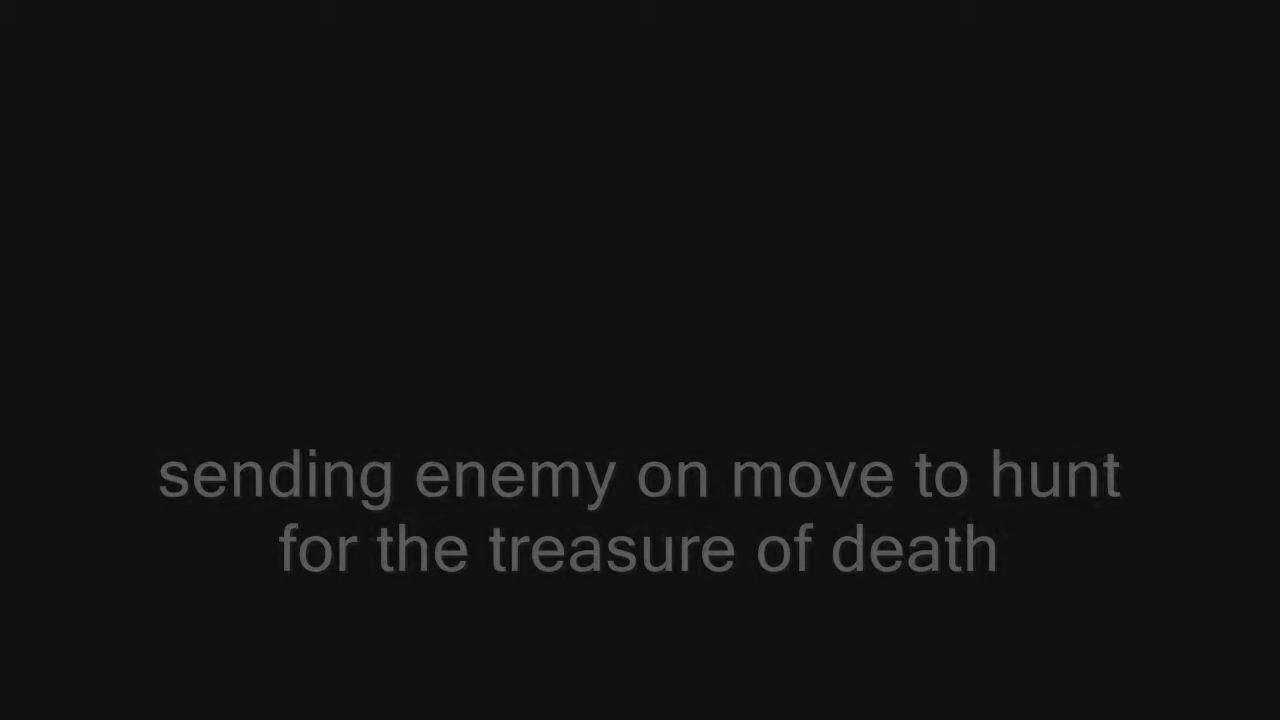 sending enemy on move to hunt
for the treasure of death